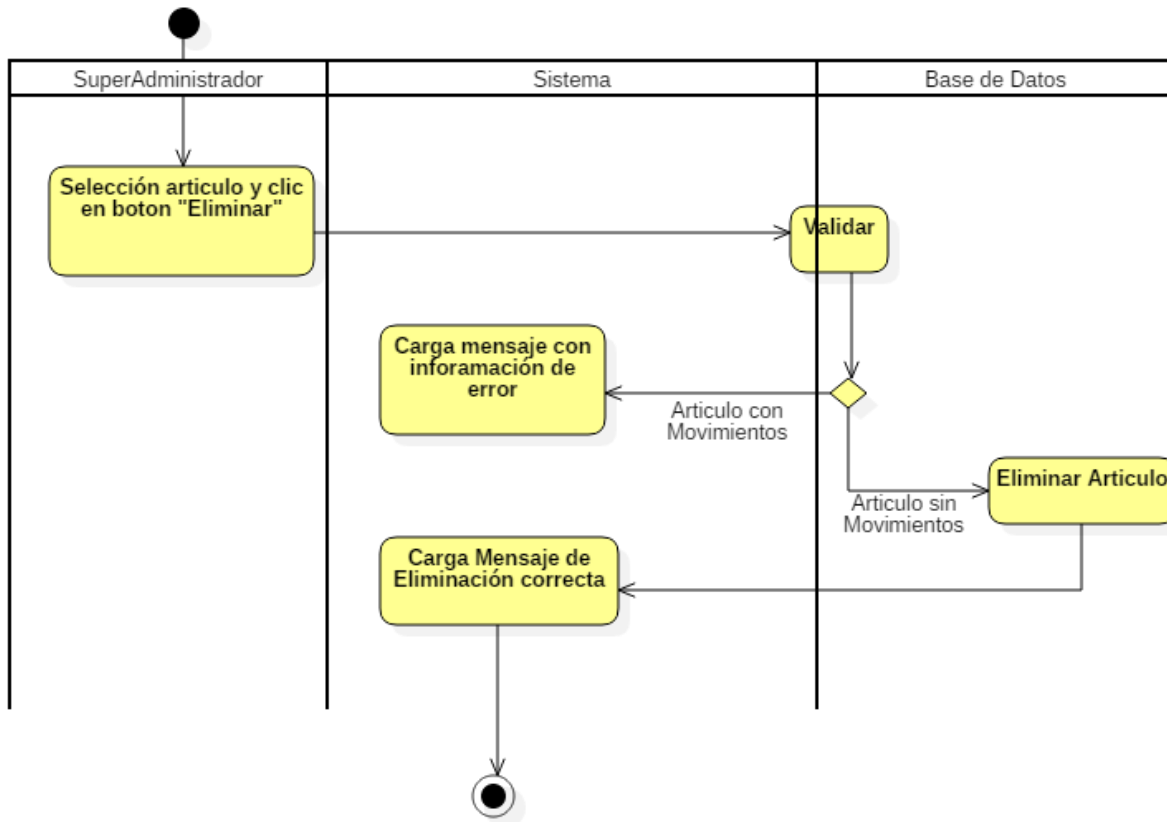 SuperAdministrador
Sistema
Base de Datos
Selección articulo y clic
en boton "Eliminar"
Validar
Carga mensaje con
inforamación de
error
Articulo con
Movimientos
Eliminar Articulo
Articulo sin
Movimientos
Carga Mensaje de
Eliminación correcta